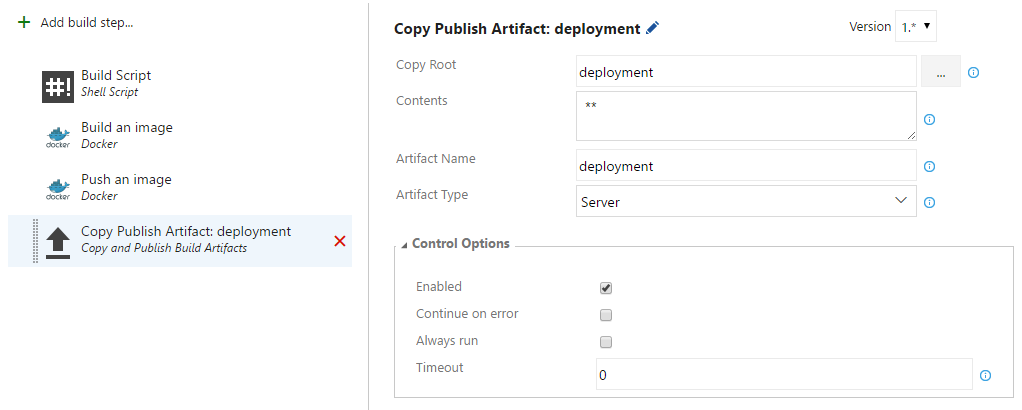 + Add build step...
#!
Build Script
Shell Script
Build an image
docker
Docker
Push an image
docker
Docker
Copy Publish Artifact: deployment
Copy and Publish Build Artifacts
Copy Publish Artifact: deployment
Version 1.*
Copy Root
deployment
...
Contents
**
Artifact Name
deployment
Artifact Type
Server
Control Options
Enabled
Continue on error
Always run
Timeout
0